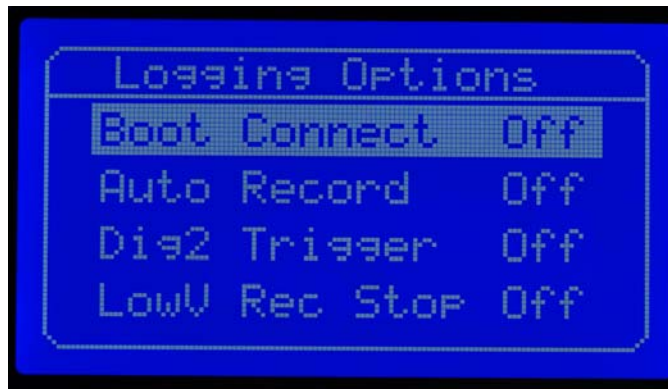 Logging Options
Boot Connect Off
Auto Record Off
Dig2 Trigger Off
LowV Rec Stop Off